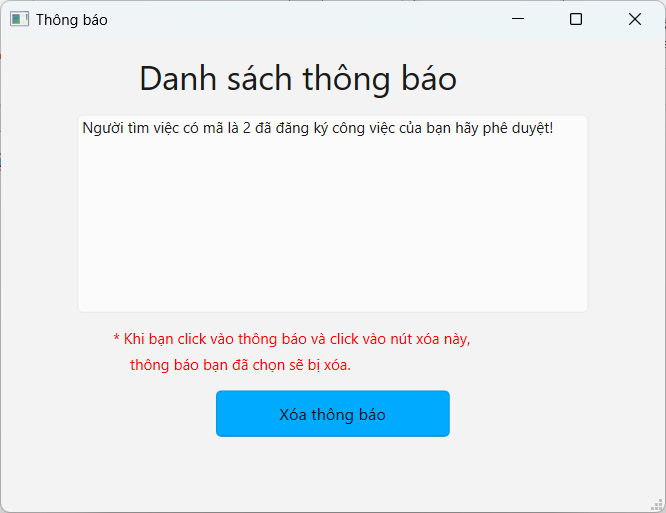 Thông báo
Danh sách thông báo
Người tìm việc có mã là 2 đã đăng ký công việc của bạn hãy phê duyệt!
* Khi bạn click vào thông báo và click vào nút xóa này,
thông báo bạn đã chọn sẽ bị xóa.
Xóa thông báo